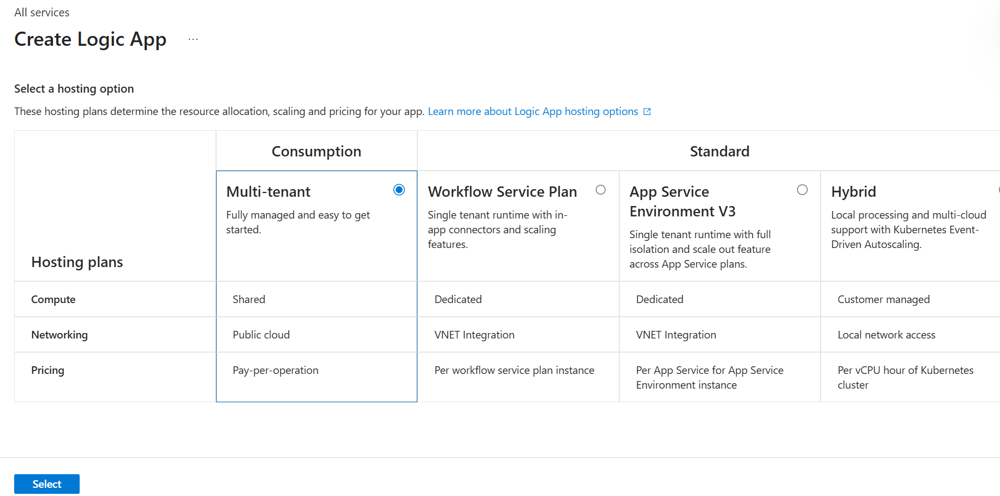 All services
Create Logic App ...
Select a hosting option
These hosting plans determine the resource allocation, scaling and pricing for your app. Learn more about Logic App hosting options
Consumption
Standard
Hosting plans
Multi-tenant
Fully managed and easy to get
started.
Workflow Service Plan
Single tenant runtime with in-
app connectors and scaling
features.
App Service
Environment V3
Single tenant runtime with full
isolation and scale out feature
across App Service plans.
Hybrid
Local processing and multi-cloud
support with Kubernetes Event-
Driven Autoscaling.
Compute
Shared
Dedicated
Dedicated
Customer managed
Networking
Public cloud
VNET Integration
VNET Integration
Local network access
Pricing
Pay-per-operation
Per workflow service plan instance
Per App Service for App Service
Environment instance
Per vCPU hour of Kubernetes
cluster
Select